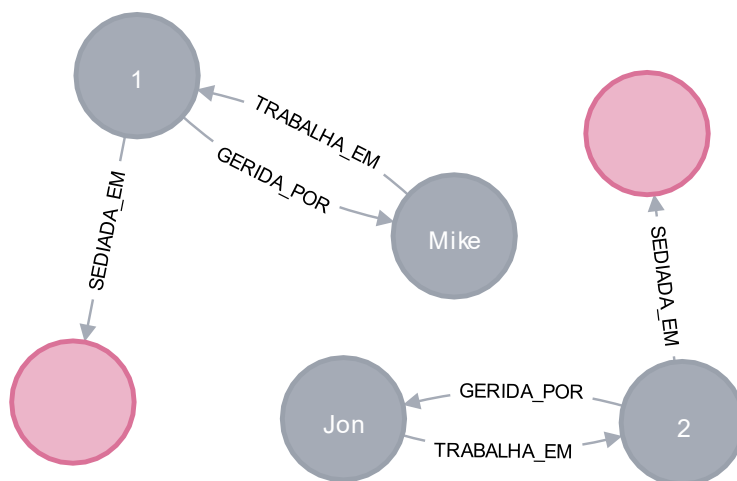 1
TRABALHA_EM
GERIDA_POR
SEDIADA_EM
Mike
SEDIADA_EM
GERIDA_POR
Jon
2
TRABALHA_EM